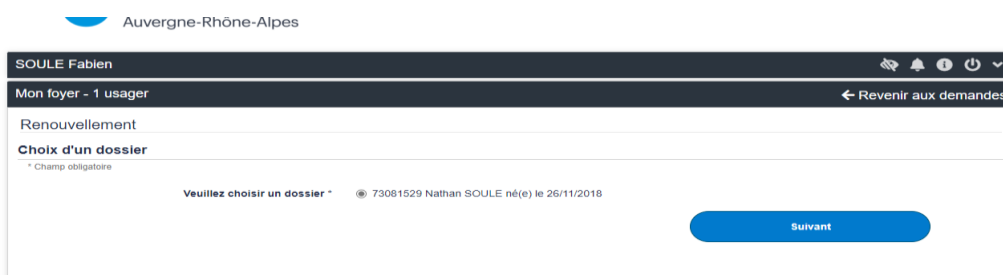 Auvergne-Rhône-Alpes
SOULE Fabien
Mon foyer - 1 usager
Revenir aux demandes
Renouvellement
Choix d'un dossier
* Champ obligatoire
Veuillez choisir un dossier * 73081529 Nathan SOULE né(e) le 26/11/2018
Suivant